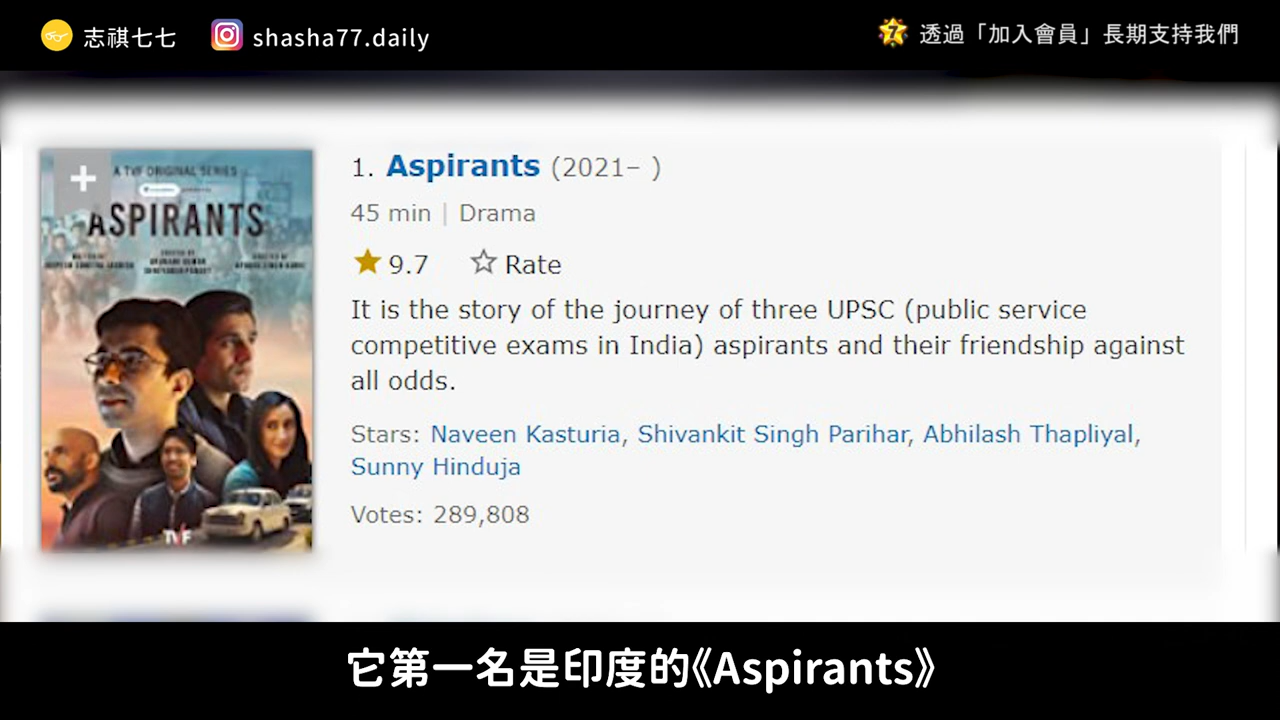 志祺七七 shasha77.daily 透過「加入會員」長期支持我們
A TVF ORIGINAL SERIES
ASPIRANTS
TVF
1. Aspirants (2021– )
45 min | Drama
9.7 Rate
It is the story of the journey of three UPSC (public service
competitive exams in India) aspirants and their friendship against
all odds.
Stars: Naveen Kasturia, Shivankit Singh Parihar, Abhilash Thapliyal,
Sunny Hinduja
Votes: 289,808
它第一名是印度的《Aspirants》